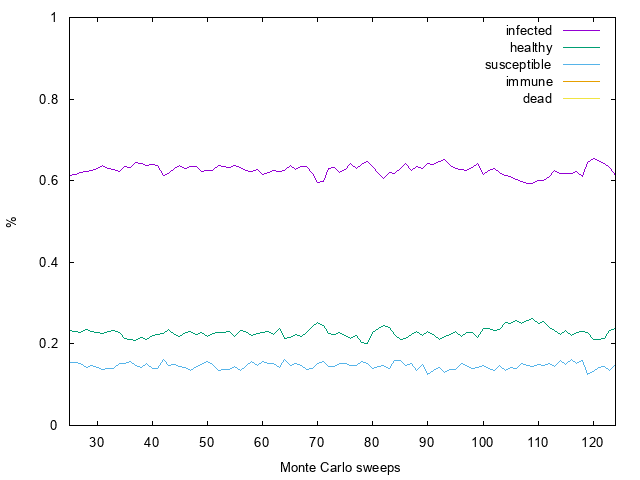 1
0.8
0.6
0.4
0.2
0
%
30 40 50 60 70 80 90 100 110 120
Monte Carlo sweeps
infected
healthy
susceptible
immune
dead